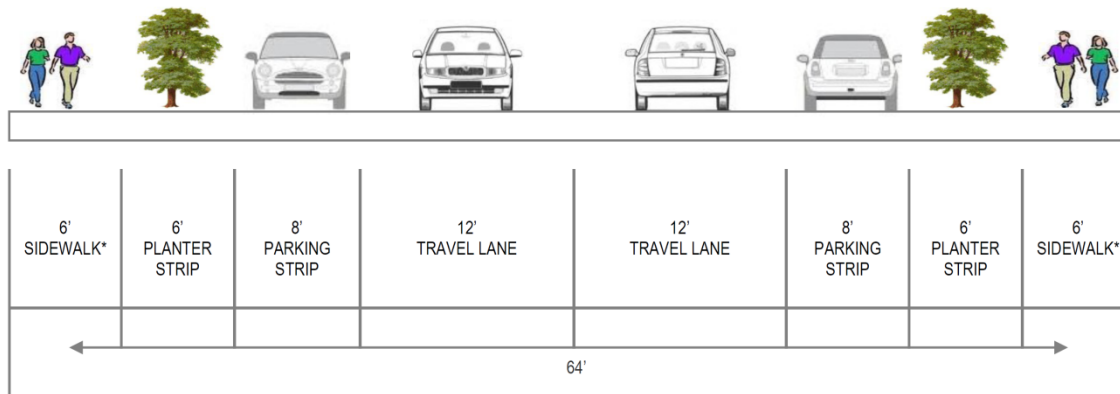 6’
SIDEWALK*
6’
PLANTER
STRIP
8’
PARKING
STRIP
12’
TRAVEL LANE
12’
TRAVEL LANE
8’
PARKING
STRIP
6’
PLANTER
STRIP
6’
SIDEWALK*
64’